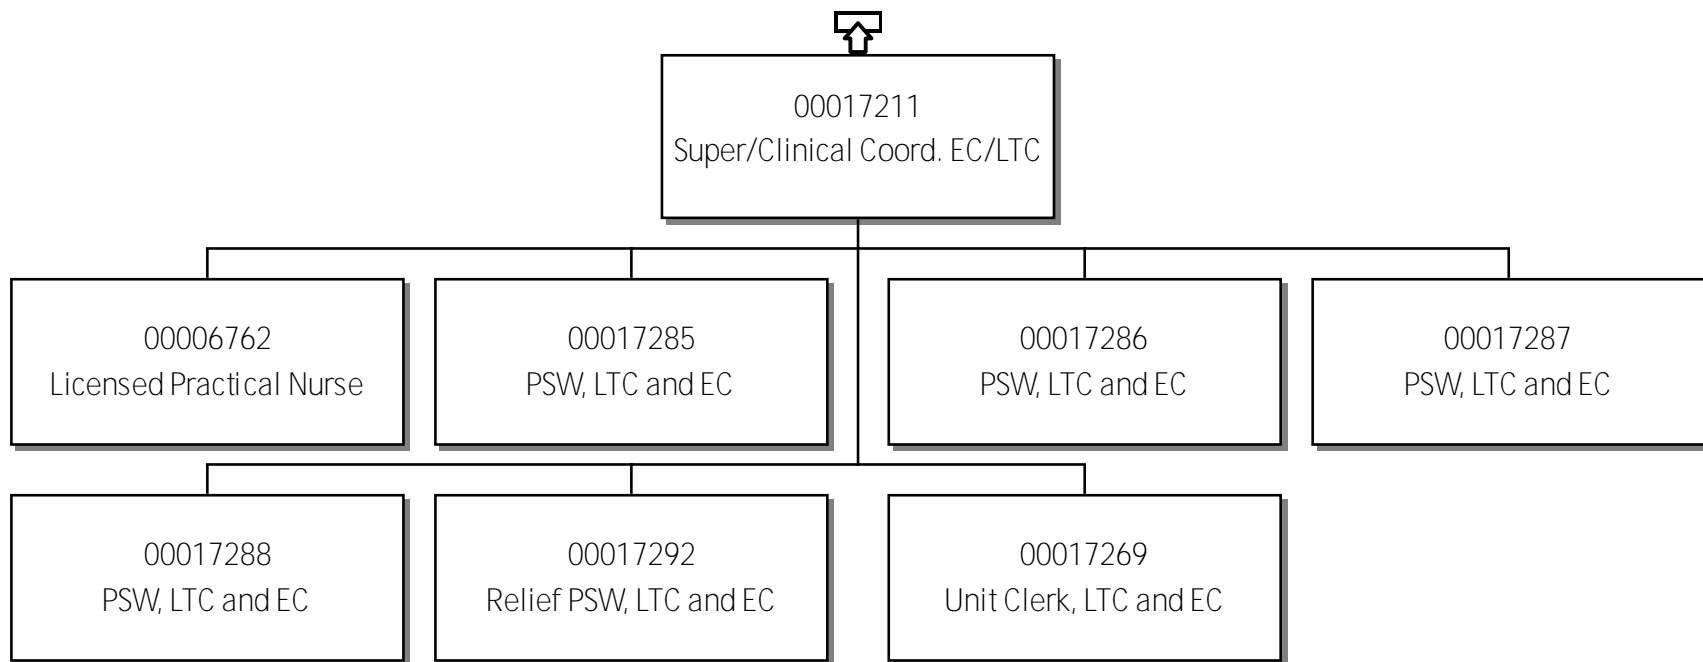 00017211
Super/Clinical Coord. EC/LTC
00006762
Licensed Practical Nurse
00017285
PSW, LTC and EC
00017286
PSW, LTC and EC
00017287
PSW, LTC and EC
00017288
PSW, LTC and EC
00017292
Relief PSW, LTC and EC
00017269
Unit Clerk, LTC and EC